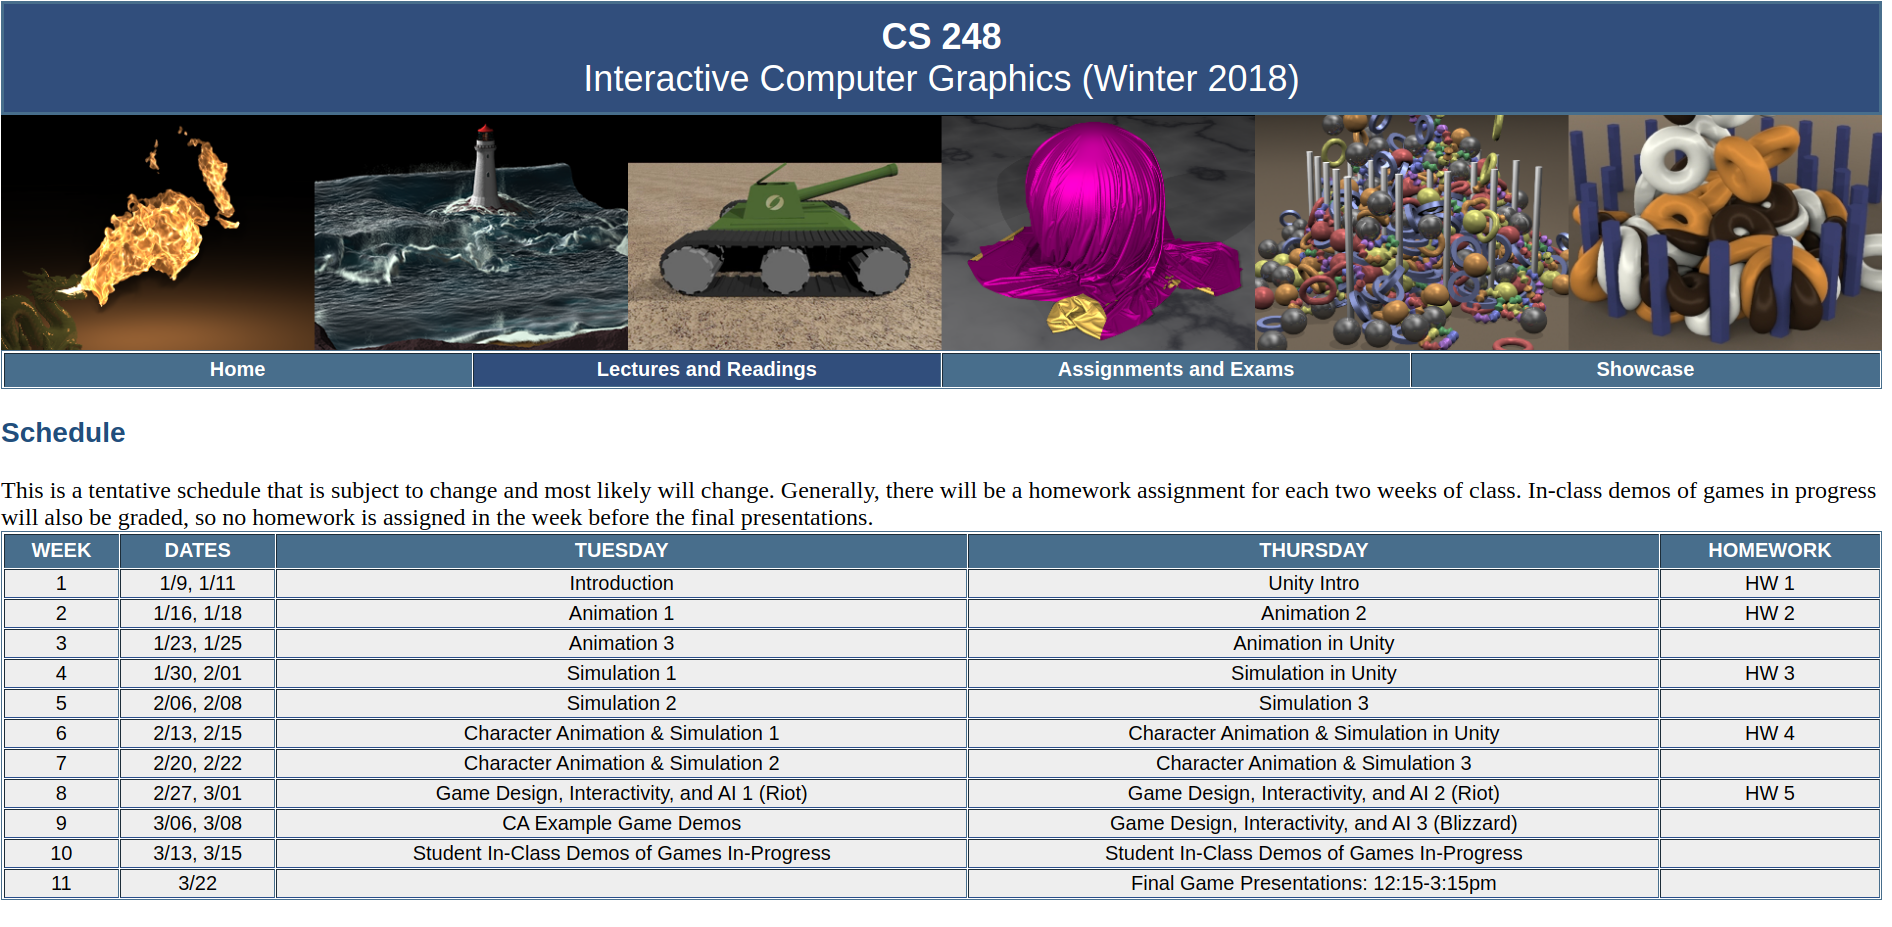 CS 248
Interactive Computer Graphics (Winter 2018)
Home Lectures and Readings Assignments and Exams Showcase
Schedule
This is a tentative schedule that is subject to change and most likely will change. Generally, there will be a homework assignment for each two weeks of class. In-class demos of games in progress
will also be graded, so no homework is assigned in the week before the final presentations.
WEEK DATES TUESDAY THURSDAY HOMEWORK
1 1/9, 1/11 Introduction Unity Intro HW 1
2 1/16, 1/18 Animation 1 Animation 2 HW 2
3 1/23, 1/25 Animation 3 Animation in Unity
4 1/30, 2/01 Simulation 1 Simulation in Unity HW 3
5 2/06, 2/08 Simulation 2 Simulation 3
6 2/13, 2/15 Character Animation & Simulation 1 Character Animation & Simulation in Unity HW 4
7 2/20, 2/22 Character Animation & Simulation 2 Character Animation & Simulation 3
8 2/27, 3/01 Game Design, Interactivity, and AI 1 (Riot) Game Design, Interactivity, and AI 2 (Riot) HW 5
9 3/06, 3/08 CA Example Game Demos Game Design, Interactivity, and AI 3 (Blizzard)
10 3/13, 3/15 Student In-Class Demos of Games In-Progress Student In-Class Demos of Games In-Progress
11 3/22 Final Game Presentations: 12:15-3:15pm